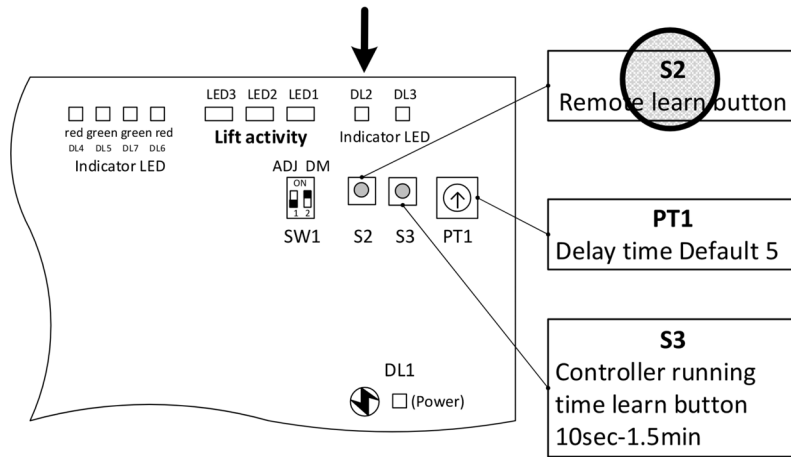 LED3 LED2 LED1 DL2 DL3
red green green red
DL4 DL5 DL7 DL6
Indicator LED
Lift activity
Indicator LED
ADJ DM
ON
1 2
SW1 S2 S3 PT1
DL1
(Power)
S2
Remote learn button
PT1
Delay time Default 5
S3
Controller running
time learn button
10sec-1.5min